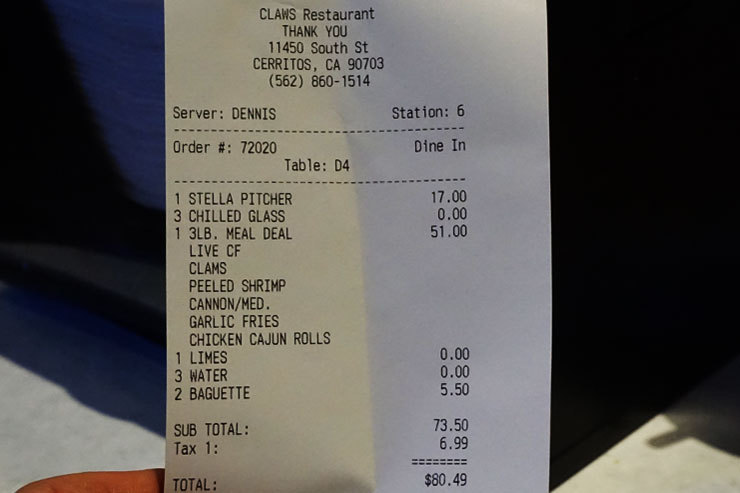 CLAWS Restaurant
THANK YOU
11450 South St
CERRITOS, CA 90703
(562) 860-1514
Server: DENNIS Station: 6
Order #: 72020 Dine In
Table: D4
1 STELLA PITCHER 17.00
3 CHILLED GLASS 0.00
1 3LB. MEAL DEAL 51.00
LIVE CF
CLAMS
PEELED SHRIMP
CANNON/MED.
GARLIC FRIES
CHICKEN CAJUN ROLLS
1 LIMES 0.00
3 WATER 0.00
2 BAGUETTE 5.50
SUB TOTAL: 73.50
Tax 1: 6.99
========
TOTAL: $80.49